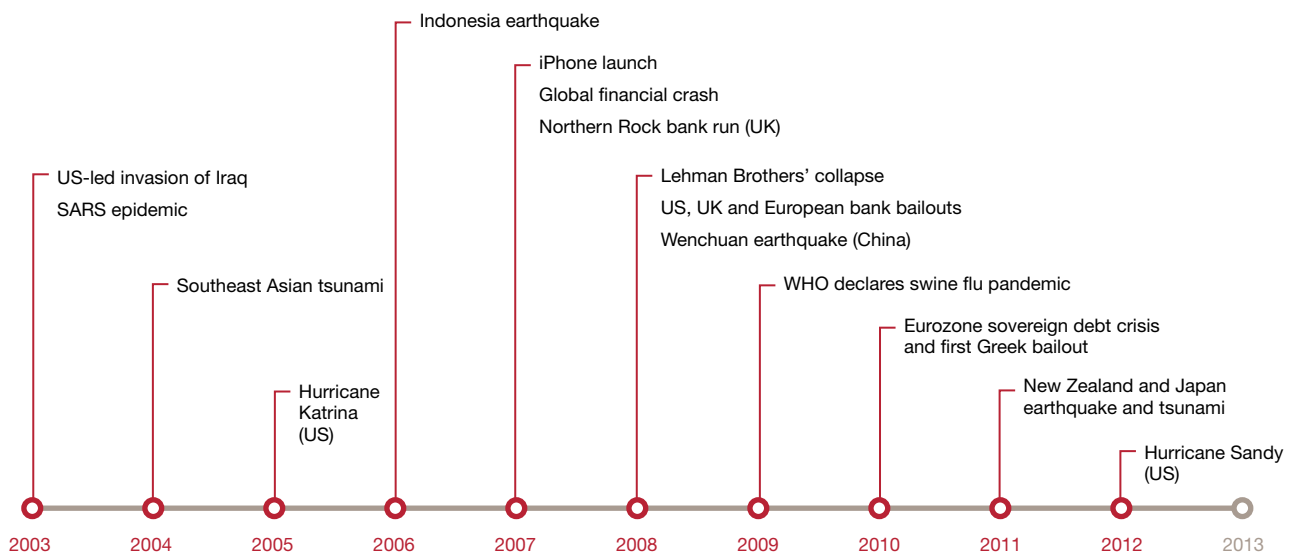 Indonesia earthquake
iPhone launch
Global financial crash
Northern Rock bank run (UK)
US-led invasion of Iraq
SARS epidemic
Lehman Brothers’ collapse
US, UK and European bank bailouts
Wenchuan earthquake (China)
Southeast Asian tsunami
WHO declares swine flu pandemic
Eurozone sovereign debt crisis
and first Greek bailout
Hurricane
Katrina
(US)
New Zealand and Japan
earthquake and tsunami
Hurricane Sandy
(US)
2003 2004 2005 2006 2007 2008 2009 2010 2011 2012 2013